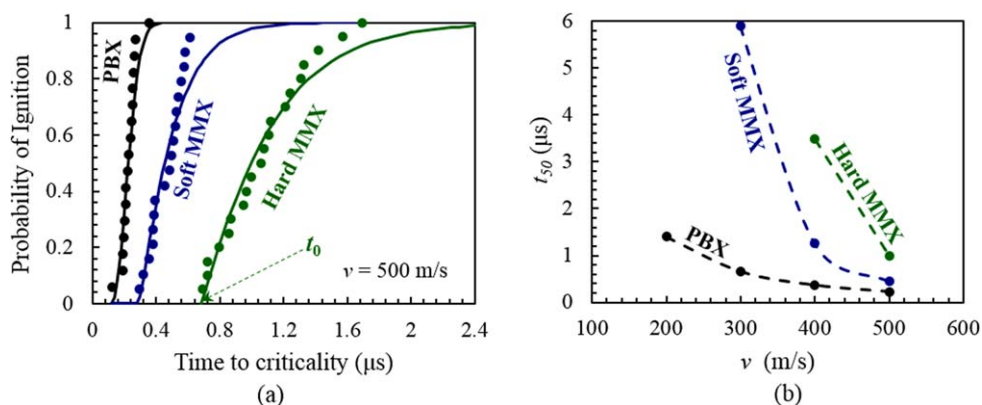 Probability of Ignition
1
0.8
0.6
0.4
0.2
0
PBX
Soft MMX
Hard MMX
t0
v = 500 m/s
0 0.4 0.8 1.2 1.6 2 2.4
Time to criticality (μs)
(a)
t50 (μs)
6
5
4
3
2
1
0
Soft MMX
Hard MMX
PBX
100 200 300 400 500 600
v (m/s)
(b)